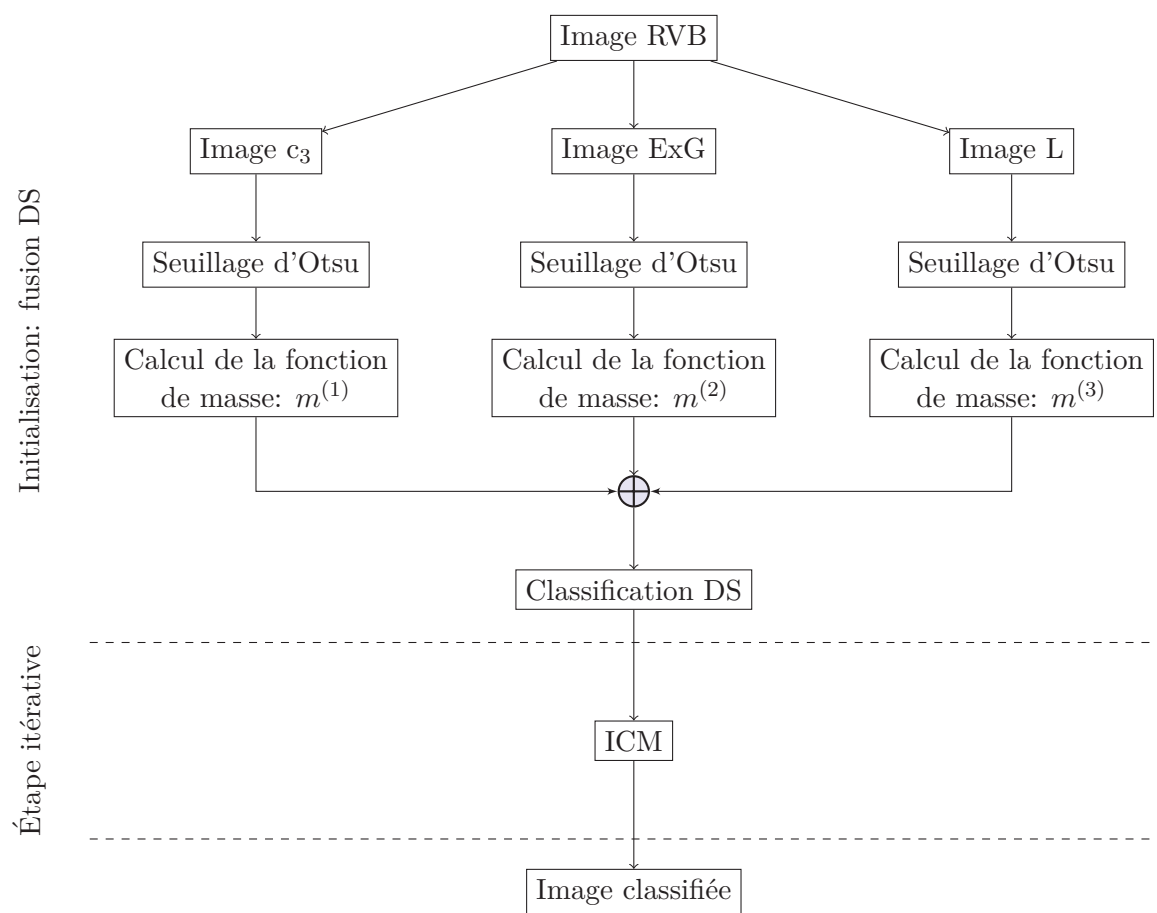 Image RVB
Image c₃
Image ExG
Image L
Initialisation: fusion DS
Seuillage d'Otsu
Seuillage d'Otsu
Seuillage d'Otsu
Calcul de la fonction
de masse: m⁽¹⁾
Calcul de la fonction
de masse: m⁽²⁾
Calcul de la fonction
de masse: m⁽³⁾
Classification DS
Étape itérative
ICM
Image classifiée